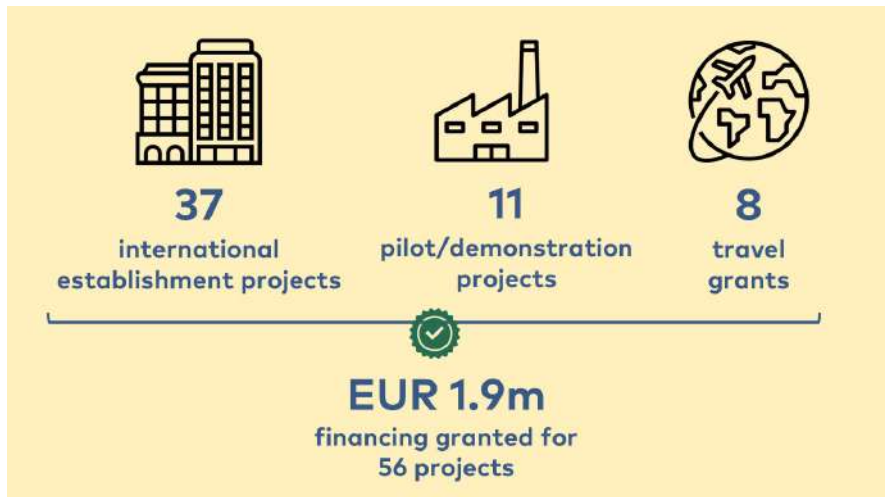 37
international
establishment projects
11
pilot/demonstration
projects
8
travel
grants
EUR 1.9m
financing granted for
56 projects